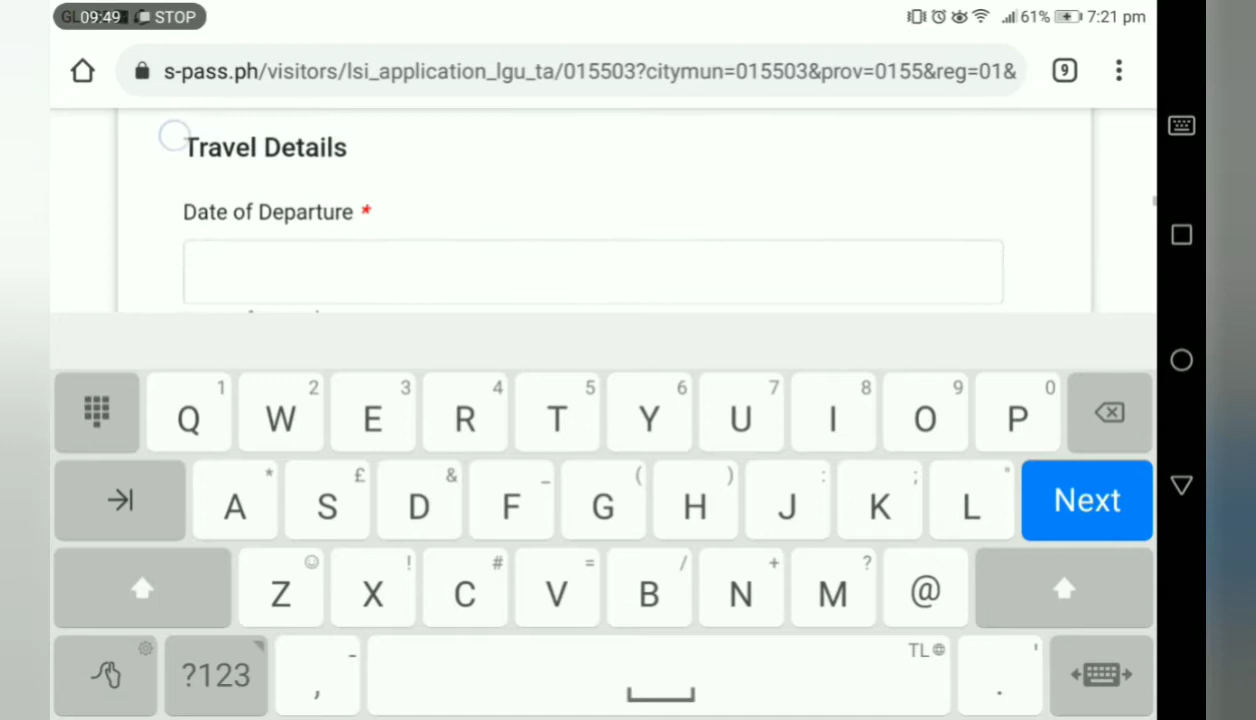 09:49 STOP 61% 7:21 pm
s-pass.ph/visitors/lsi_application_lgu_ta/015503?citymun=015503&prov=0155&reg=01& 9
Travel Details
Date of Departure *
1 2 3 4 5 6 7 8 9 0
Q W E R T Y U I O P
* £ & _ ( ) : ; "
A S D F G H J K L Next
! # = / + ?
Z X C V B N M @
- TL '
?123 , .